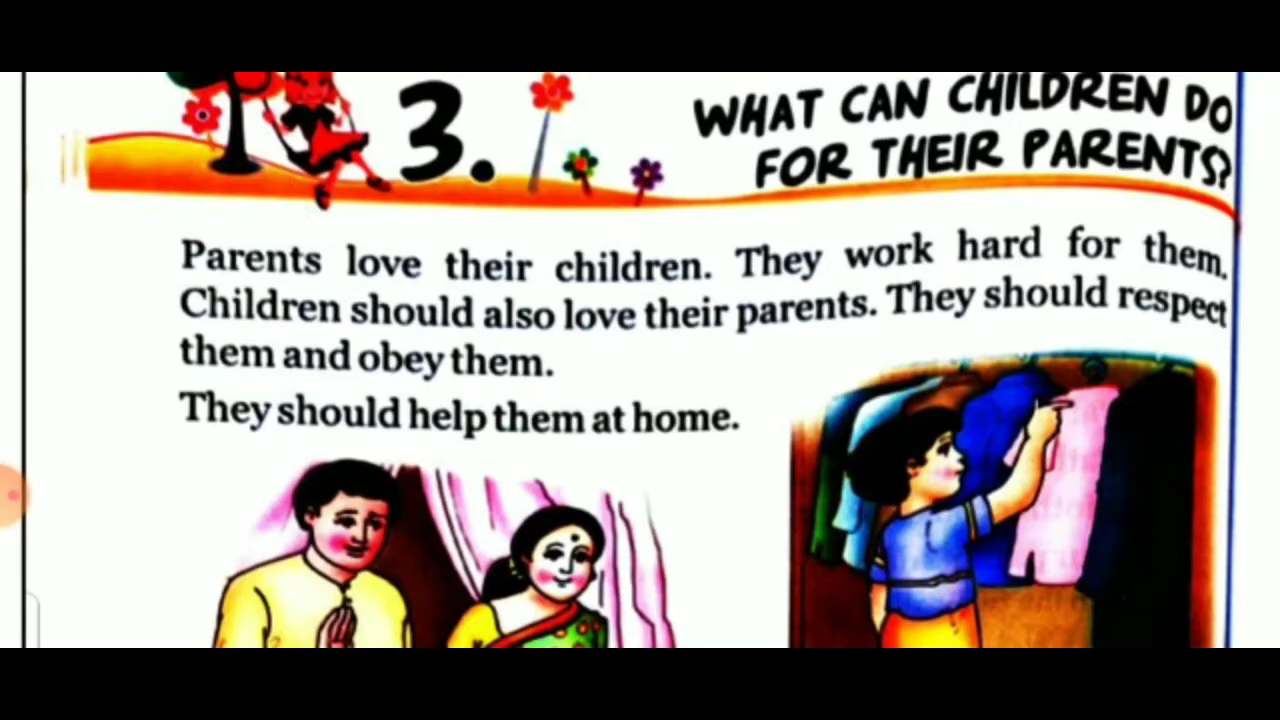 3.
WHAT CAN CHILDREN DO
FOR THEIR PARENTS?
Parents love their children. They work hard for them.
Children should also love their parents. They should respect
them and obey them.
They should help them at home.